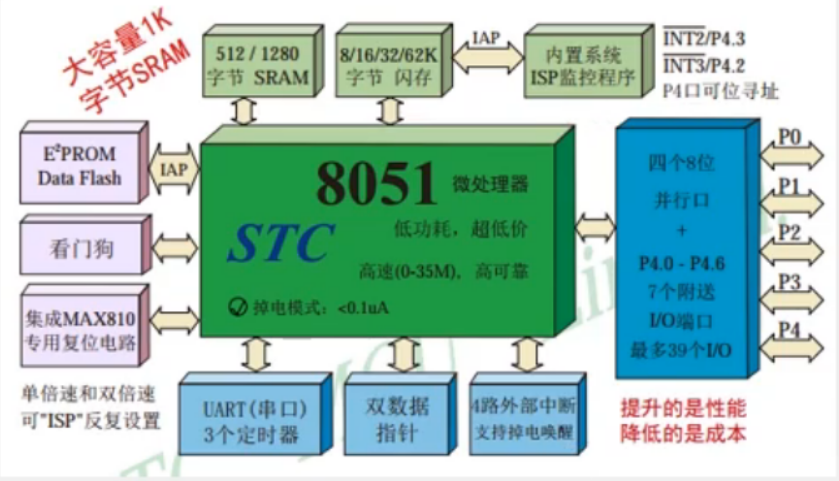 大容量1K
字节SRAM
512 / 1280
字节 SRAM
8/16/32/62K
字节 闪存
IAP
内置系统
ISP监控程序
INT2/P4.3
INT3/P4.2
P4口可位寻址
E²PROM
Data Flash
IAP
看门狗
集成MAX810
专用复位电路
单倍速和双倍速
可"ISP"反复设置
8051 微处理器
STC
低功耗，超低价
高速(0-35M)，高可靠
掉电模式：<0.1uA
四个8位
并行口
+
P4.0 - P4.6
7个附送
I/O端口
最多39个I/O
P0
P1
P2
P3
P4
UART(串口)
3个定时器
双数据
指针
4路外部中断
支持掉电唤醒
提升的是性能
降低的是成本